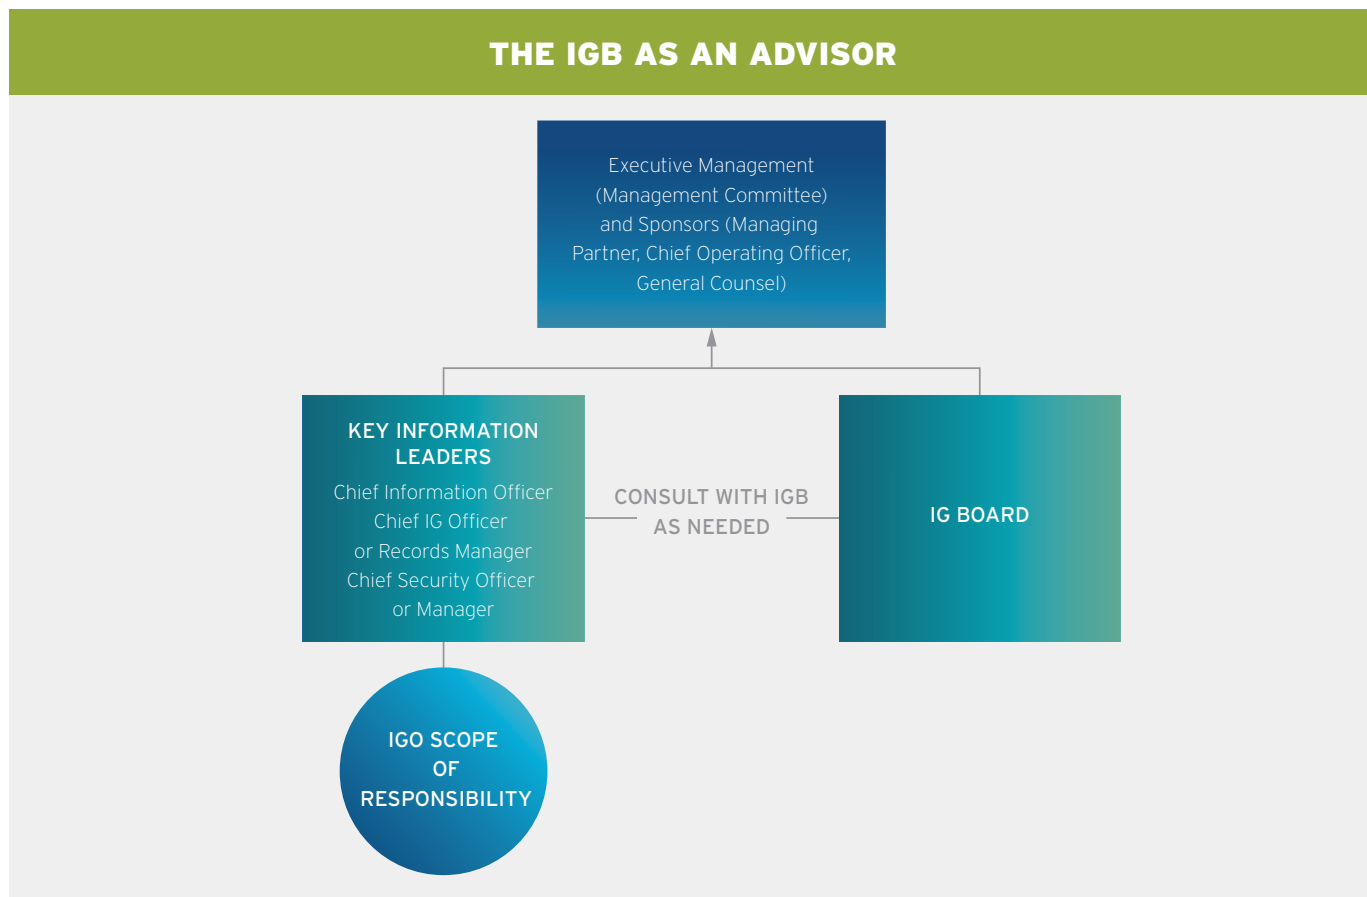 THE IGB AS AN ADVISOR
Executive Management
(Management Committee)
and Sponsors (Managing
Partner, Chief Operating Officer,
General Counsel)
KEY INFORMATION
LEADERS
Chief Information Officer
Chief IG Officer
or Records Manager
Chief Security Officer
or Manager
CONSULT WITH IGB
AS NEEDED
IG BOARD
IGO SCOPE
OF
RESPONSIBILITY